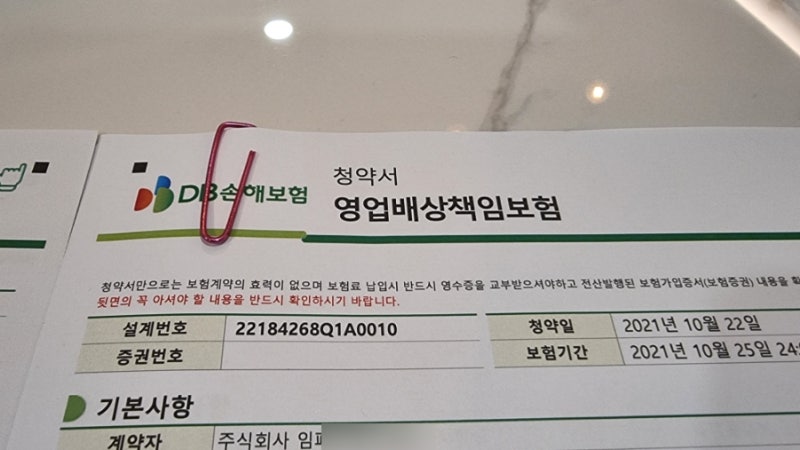 DB손해보험
청약서
영업배상책임보험
청약서만으로는 보험계약의 효력이 없으며 보험료 납입시 반드시 영수증을 교부받으셔야하고 전산발행된 보험가입증서(보험증권) 내용을
뒷면의 꼭 아셔야 할 내용을 반드시 확인하시기 바랍니다.
설계번호 22184268Q1A0010 청약일 2021년 10월 22일
증권번호 보험기간 2021년 10월 25일 24
기본사항
계약자 주식회사